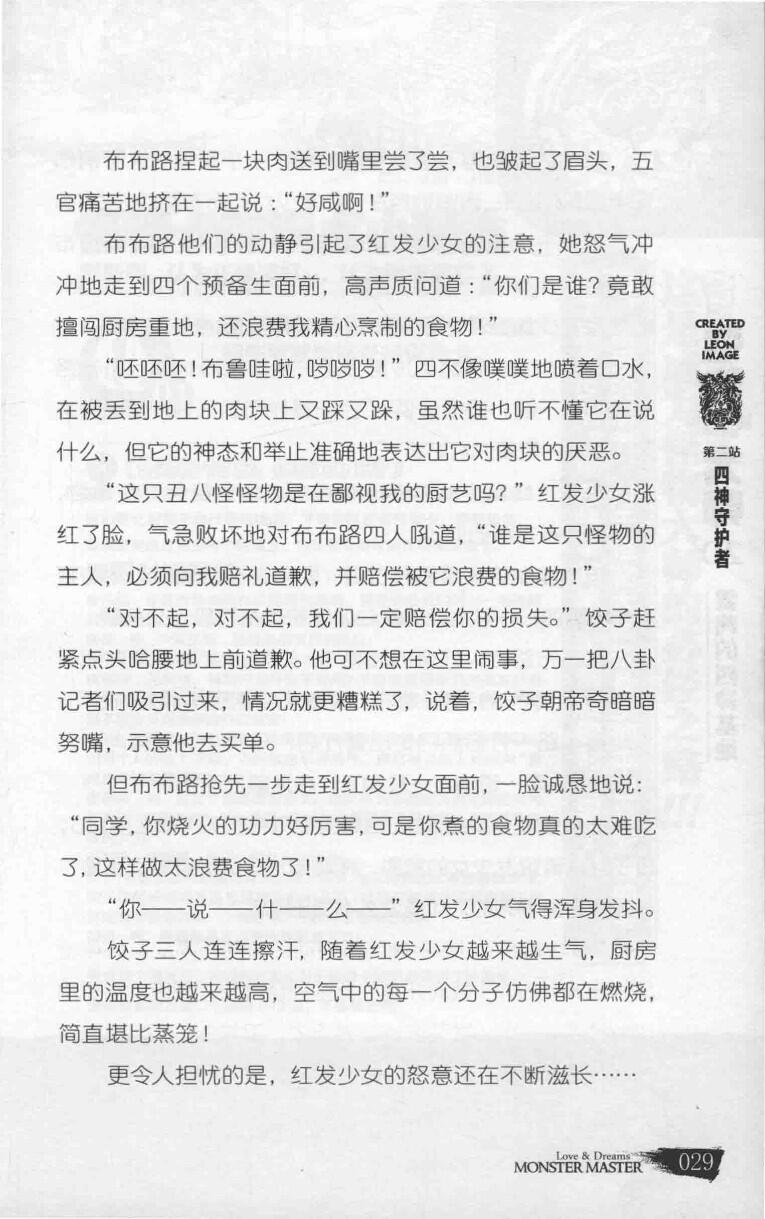 布布路捏起一块肉送到嘴里尝了尝，也皱起了眉头，五
官痛苦地挤在一起说：“好咸啊！”
布布路他们的动静引起了红发少女的注意，她怒气冲
冲地走到四个预备生面前，高声质问道：“你们是谁？竟敢
擅闯厨房重地，还浪费我精心烹制的食物！”
“呸呸呸！布鲁哇啦，哕哕哕！”四不像噗噗地喷着口水，
在被丢到地上的肉块上又踩又跺，虽然谁也听不懂它在说
什么，但它的神态和举止准确地表达出它对肉块的厌恶。
“这只丑八怪怪物是在鄙视我的厨艺吗？”红发少女涨
红了脸，气急败坏地对布布路四人吼道，“谁是这只怪物的
主人，必须向我赔礼道歉，并赔偿被它浪费的食物！”
“对不起，对不起，我们一定赔偿你的损失。”饺子赶
紧点头哈腰地上前道歉。他可不想在这里闹事，万一把八卦
记者们吸引过来，情况就更糟糕了，说着，饺子朝帝奇暗暗
努嘴，示意他去买单。
但布布路抢先一步走到红发少女面前，一脸诚恳地说：
“同学，你烧火的功力好厉害，可是你煮的食物真的太难吃
了，这样做太浪费食物了！”
“你——说——什——么——”红发少女气得浑身发抖。
饺子三人连连擦汗，随着红发少女越来越生气，厨房
里的温度也越来越高，空气中的每一个分子仿佛都在燃烧，
简直堪比蒸笼！
更令人担忧的是，红发少女的怒意还在不断滋长……
CREATED
BY
LEON
IMAGE
第二站
四神守护者
Love & Dreams
MONSTER MASTER
029